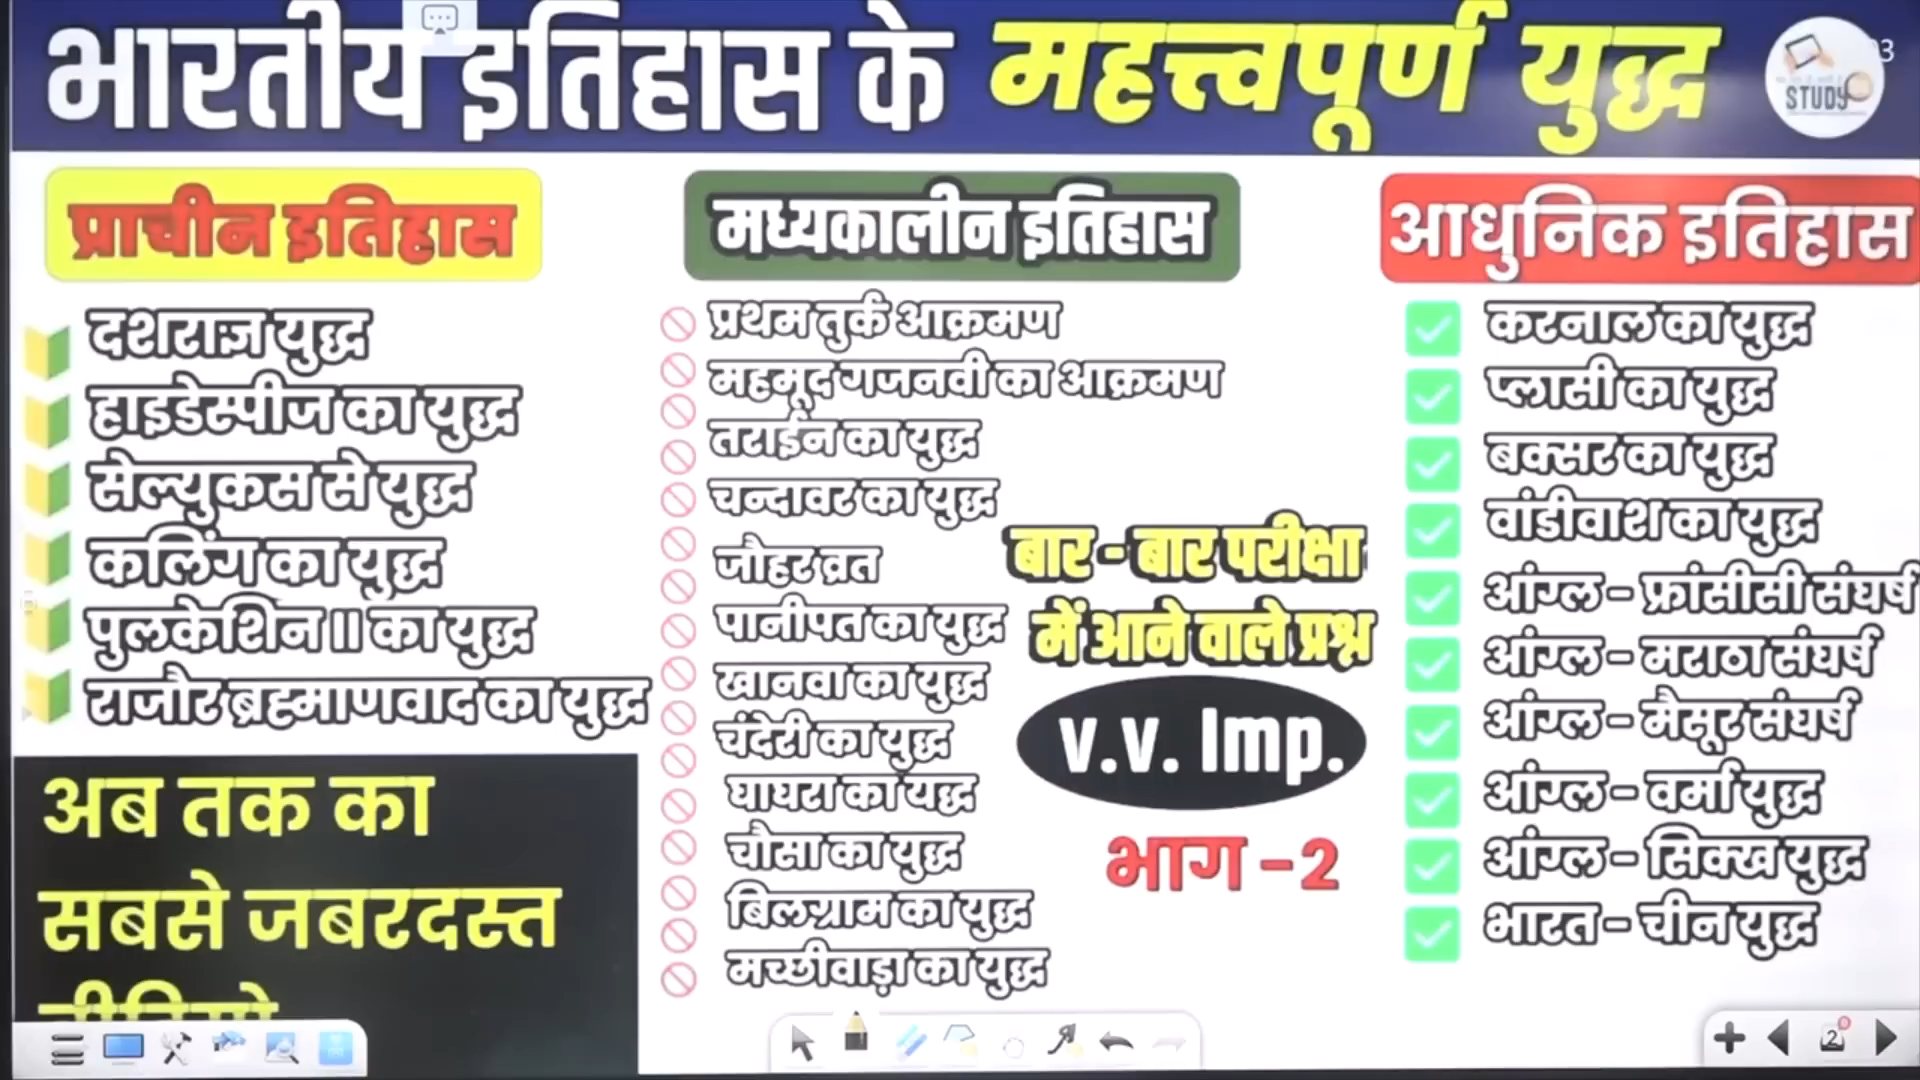 भारतीय इतिहास के महत्त्वपूर्ण युद्ध
STUDY
प्राचीन इतिहास
दशराज्ञ युद्ध
हाइडेस्पीज का युद्ध
सेल्युकस से युद्ध
कलिंग का युद्ध
पुलकेशिन II का युद्ध
राजौर ब्रह्माणवाद का युद्ध
अब तक का
सबसे जबरदस्त
मध्यकालीन इतिहास
प्रथम तुर्क आक्रमण
महमूद गजनवी का आक्रमण
तराईन का युद्ध
चन्दावर का युद्ध
जौहर व्रत
पानीपत का युद्ध
खानवा का युद्ध
चंदेरी का युद्ध
घाघरा का यद्ध
चौसा का युद्ध
बिलग्राम का युद्ध
मच्छीवाड़ा का युद्ध
बार - बार परीक्षा
में आने वाले प्रश्न
v.v. Imp.
भाग -2
आधुनिक इतिहास
करनाल का युद्ध
प्लासी का युद्ध
बक्सर का युद्ध
वांडीवाश का युद्ध
आंग्ल - फ्रांसीसी संघर्ष
आंग्ल - मराठा संघर्ष
आंग्ल - मैसूर संघर्ष
आंग्ल - वर्मा युद्ध
आंग्ल - सिक्ख युद्ध
भारत - चीन युद्ध
2